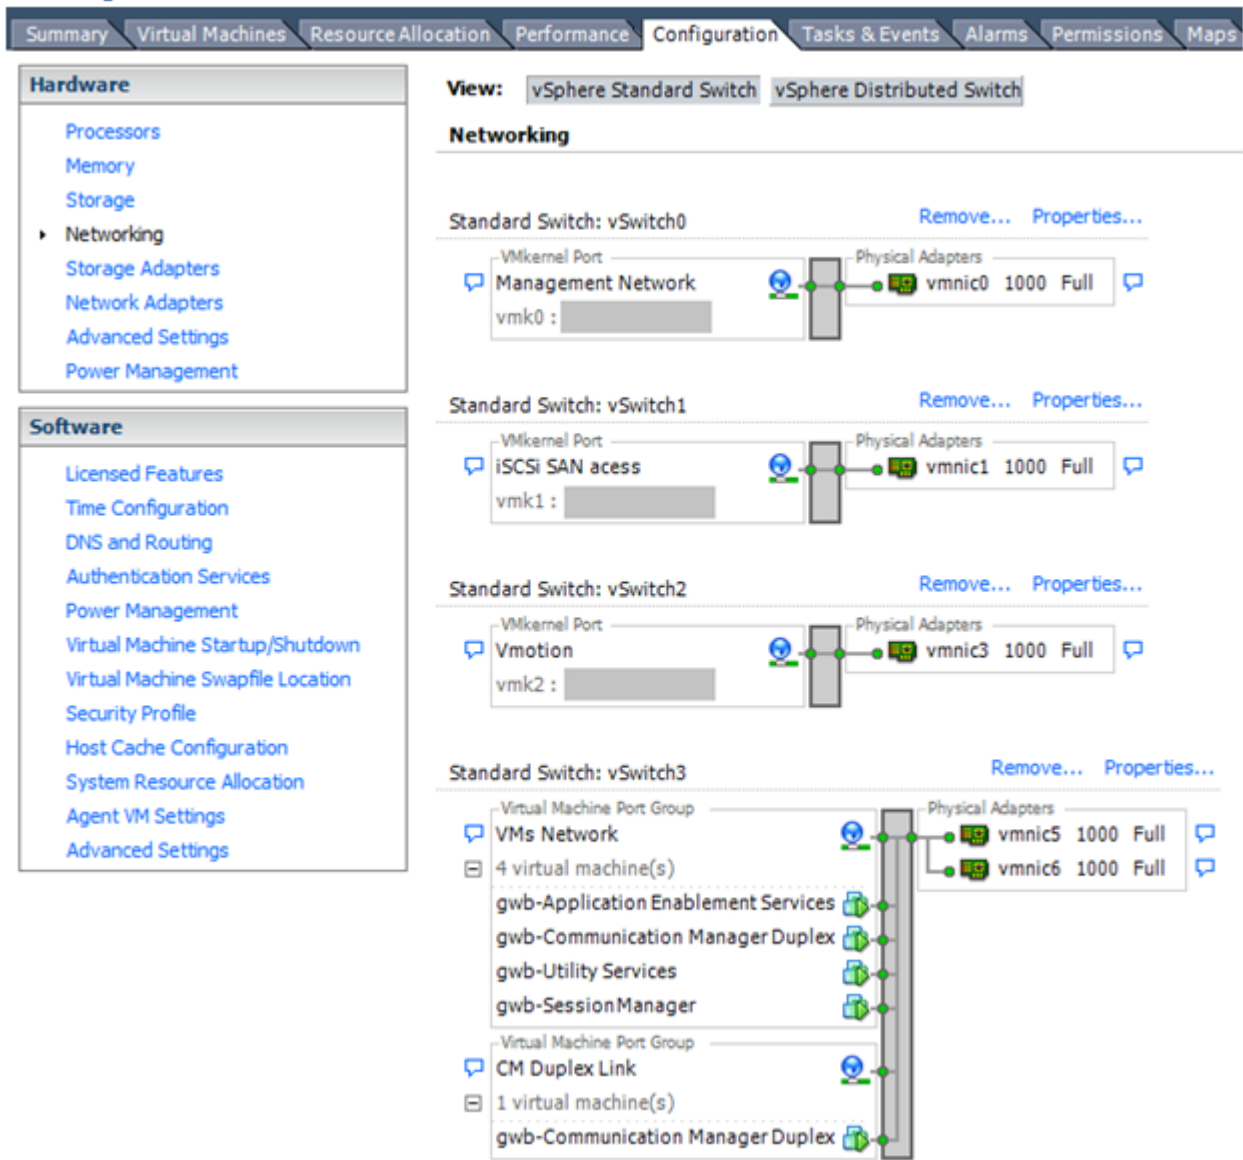 Summary Virtual Machines Resource Allocation Performance Configuration Tasks & Events Alarms Permissions Maps
Hardware
Processors
Memory
Storage
Networking
Storage Adapters
Network Adapters
Advanced Settings
Power Management
Software
Licensed Features
Time Configuration
DNS and Routing
Authentication Services
Power Management
Virtual Machine Startup/Shutdown
Virtual Machine Swapfile Location
Security Profile
Host Cache Configuration
System Resource Allocation
Agent VM Settings
Advanced Settings
View: vSphere Standard Switch vSphere Distributed Switch
Networking
Standard Switch: vSwitch0 Remove... Properties...
VMkernel Port Physical Adapters
Management Network vmnic0 1000 Full
vmk0 :
Standard Switch: vSwitch1 Remove... Properties...
VMkernel Port Physical Adapters
iSCSi SAN acess vmnic1 1000 Full
vmk1 :
Standard Switch: vSwitch2 Remove... Properties...
VMkernel Port Physical Adapters
Vmotion vmnic3 1000 Full
vmk2 :
Standard Switch: vSwitch3 Remove... Properties...
Virtual Machine Port Group Physical Adapters
VMs Network vmnic5 1000 Full
4 virtual machine(s) vmnic6 1000 Full
gwb-Application Enablement Services
gwb-Communication Manager Duplex
gwb-Utility Services
gwb-SessionManager
Virtual Machine Port Group
CM Duplex Link
1 virtual machine(s)
gwb-Communication Manager Duplex